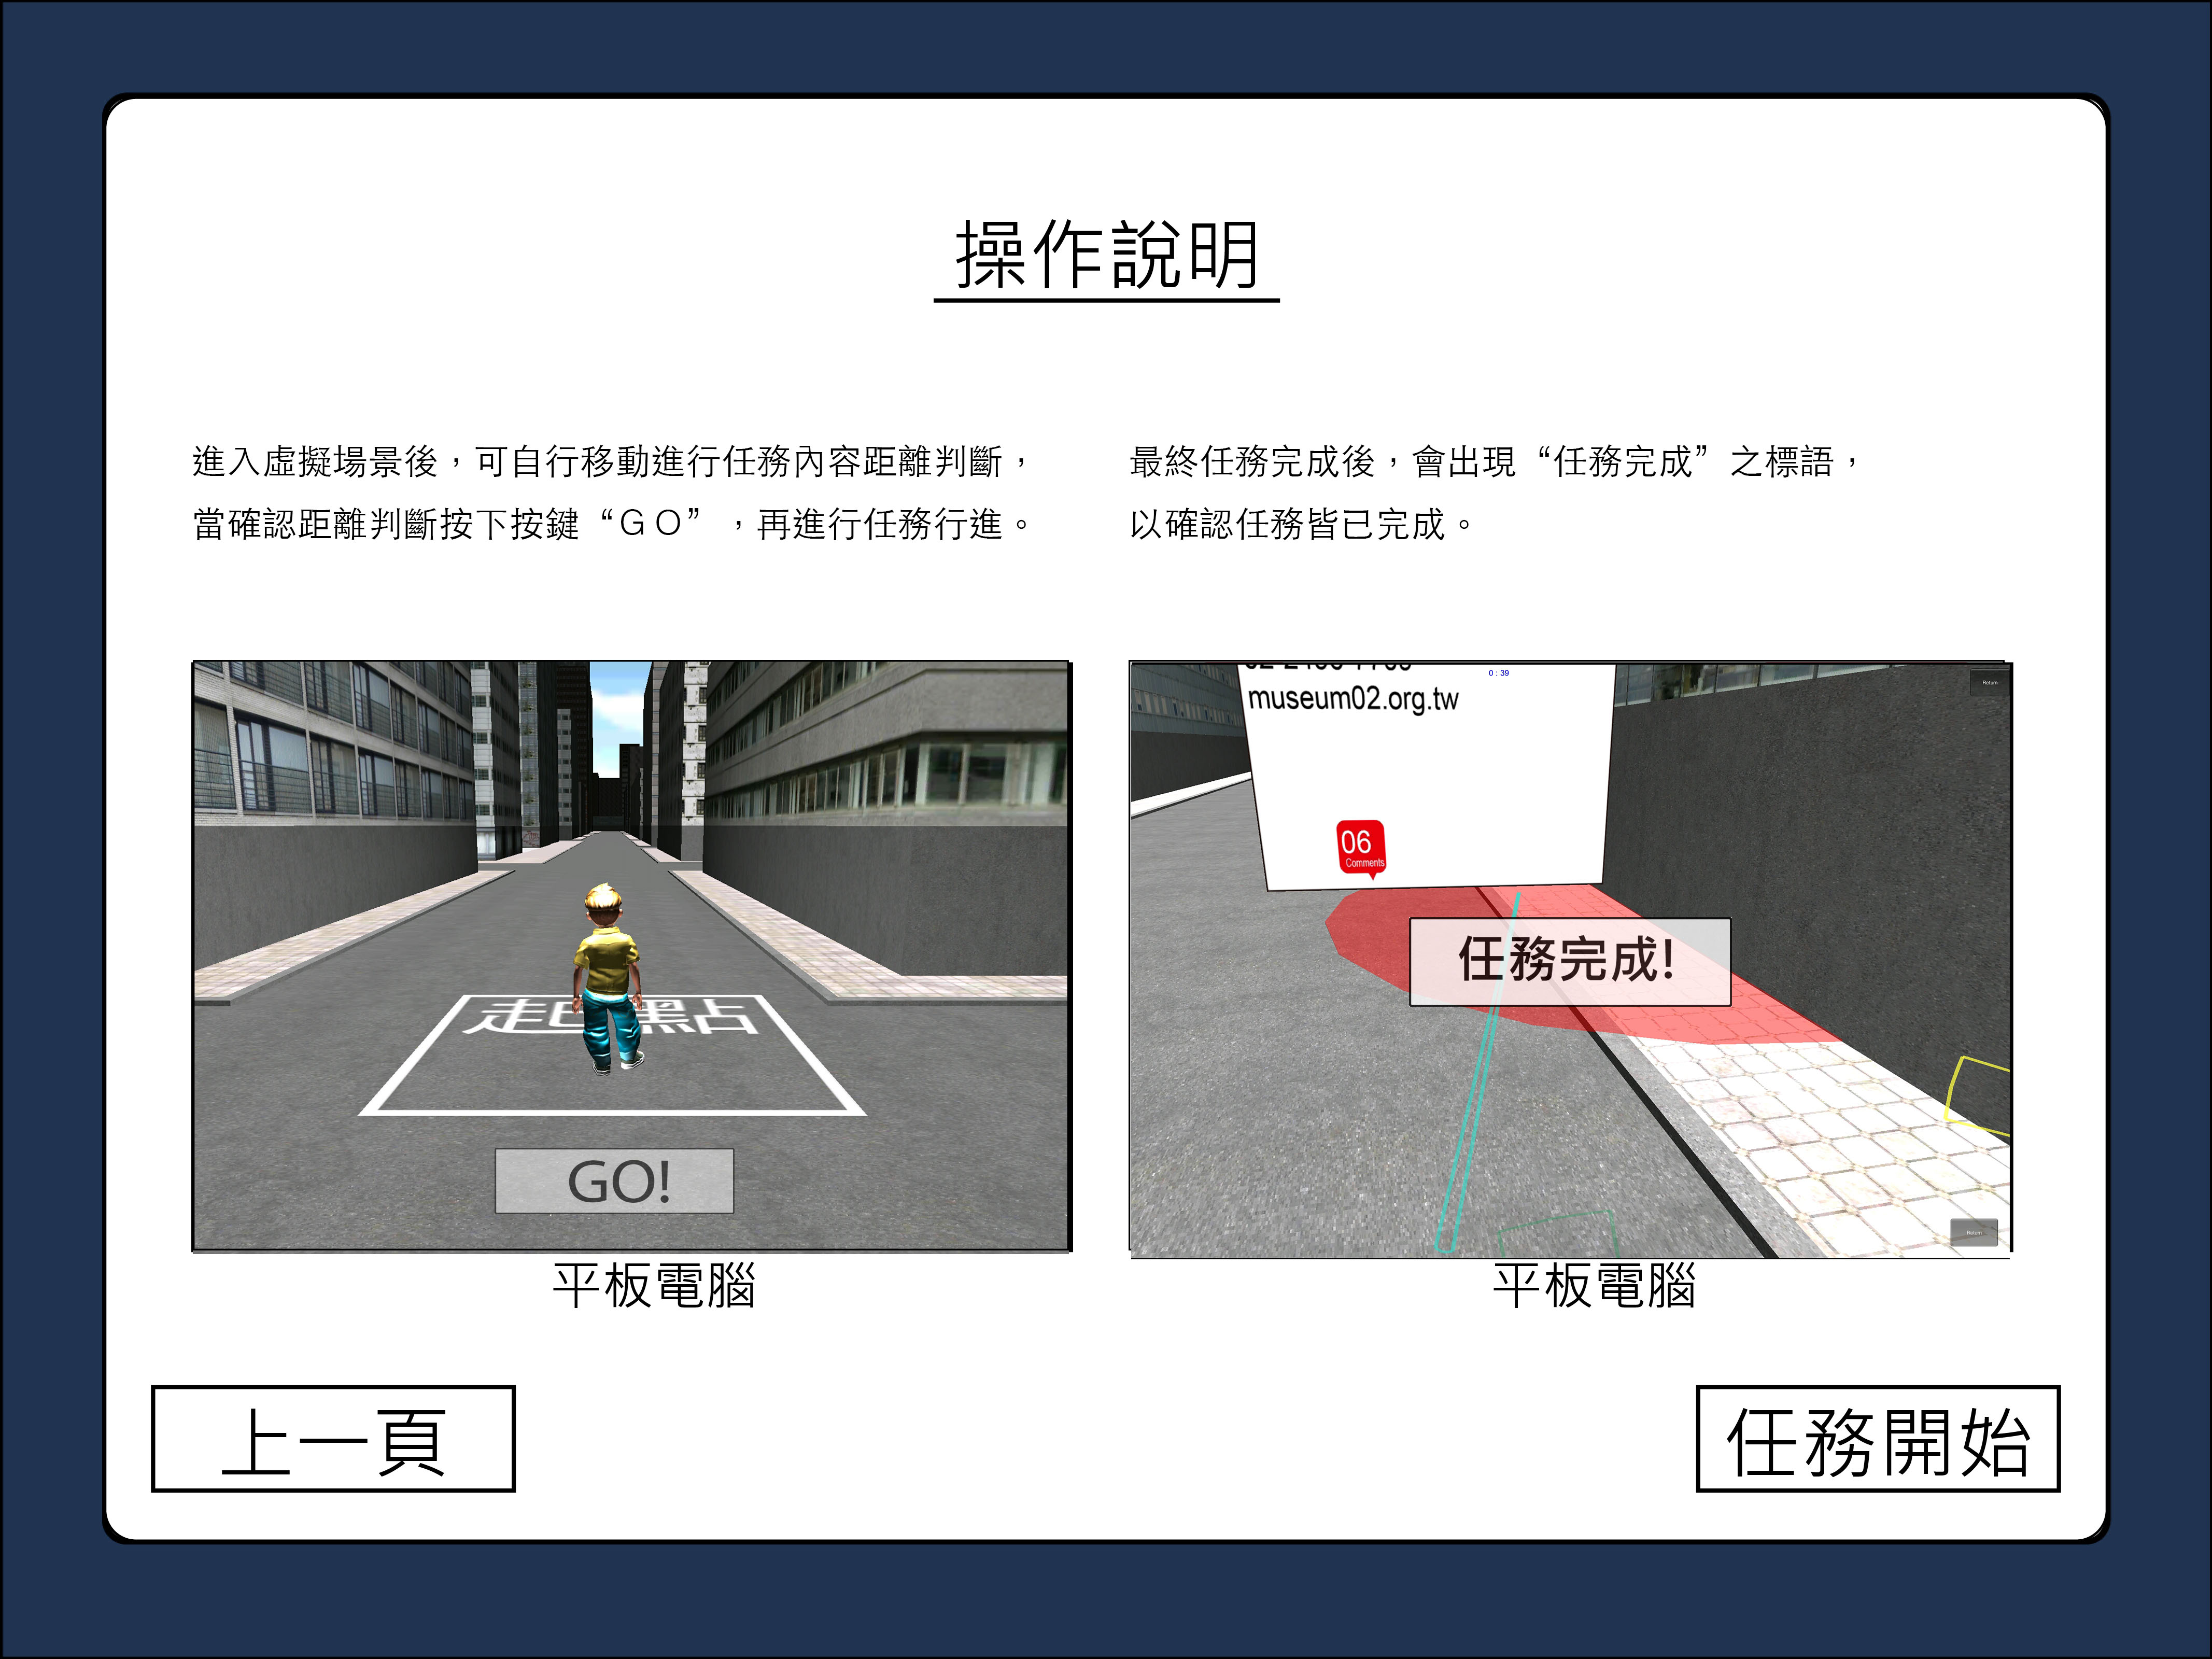 操作說明
進入虛擬場景後，可自行移動進行任務內容距離判斷，
當確認距離判斷按下按鍵“ＧＯ”，再進行任務行進。
最終任務完成後，會出現“任務完成”之標語，
以確認任務皆已完成。
起點
GO!
平板電腦
0 : 39
Return
museum02.org.tw
06
Comments
任務完成!
Return
平板電腦
上一頁
任務開始